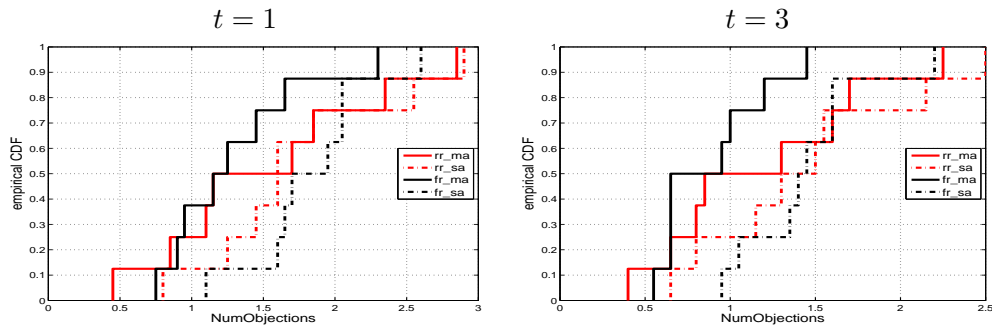 t = 1
1
0.9
0.8
0.7
0.6
0.5
0.4
0.3
0.2
0.1
0
empirical CDF
0
0.5
1
1.5
2
2.5
3
NumObjections
rr_ma
rr_sa
fr_ma
fr_sa
t = 3
1
0.9
0.8
0.7
0.6
0.5
0.4
0.3
0.2
0.1
0
empirical CDF
0
0.5
1
1.5
2
2.5
NumObjections
rr_ma
rr_sa
fr_ma
fr_sa